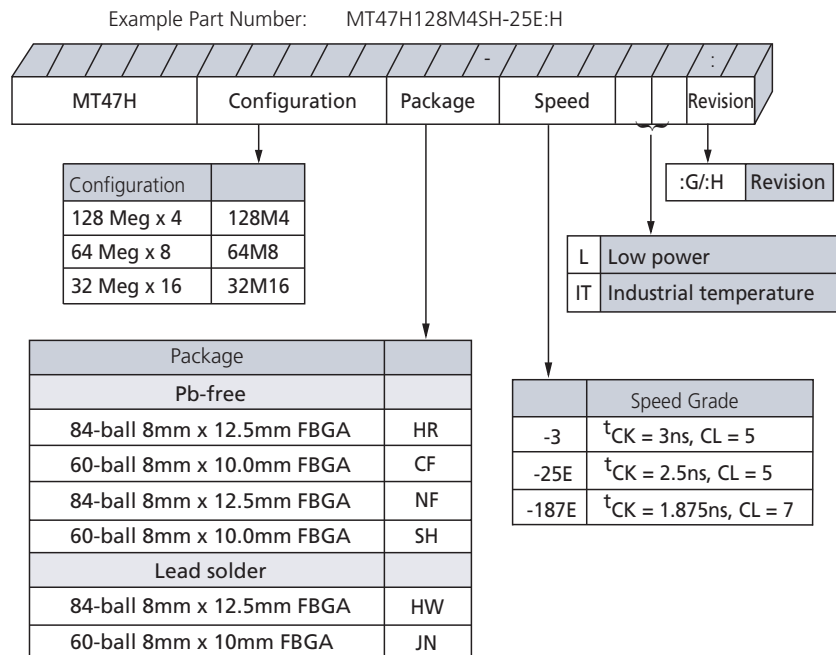 Example Part Number: MT47H128M4SH-25E:H
- :
MT47H Configuration Package Speed Revision
Configuration
128 Meg x 4 128M4
64 Meg x 8 64M8
32 Meg x 16 32M16
:G/:H Revision
L Low power
IT Industrial temperature
Package
Pb-free
84-ball 8mm x 12.5mm FBGA HR
60-ball 8mm x 10.0mm FBGA CF
84-ball 8mm x 12.5mm FBGA NF
60-ball 8mm x 10.0mm FBGA SH
Lead solder
84-ball 8mm x 12.5mm FBGA HW
60-ball 8mm x 10mm FBGA JN
Speed Grade
-3 tCK = 3ns, CL = 5
-25E tCK = 2.5ns, CL = 5
-187E tCK = 1.875ns, CL = 7